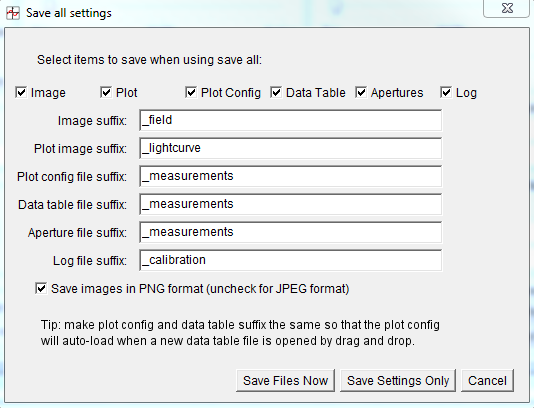 Save all settings
Select items to save when using save all:
Image Plot Plot Config Data Table Apertures Log
Image suffix: _field
Plot image suffix: _lightcurve
Plot config file suffix: _measurements
Data table file suffix: _measurements
Aperture file suffix: _measurements
Log file suffix: _calibration
Save images in PNG format (uncheck for JPEG format)
Tip: make plot config and data table suffix the same so that the plot config
will auto-load when a new data table file is opened by drag and drop.
Save Files Now Save Settings Only Cancel